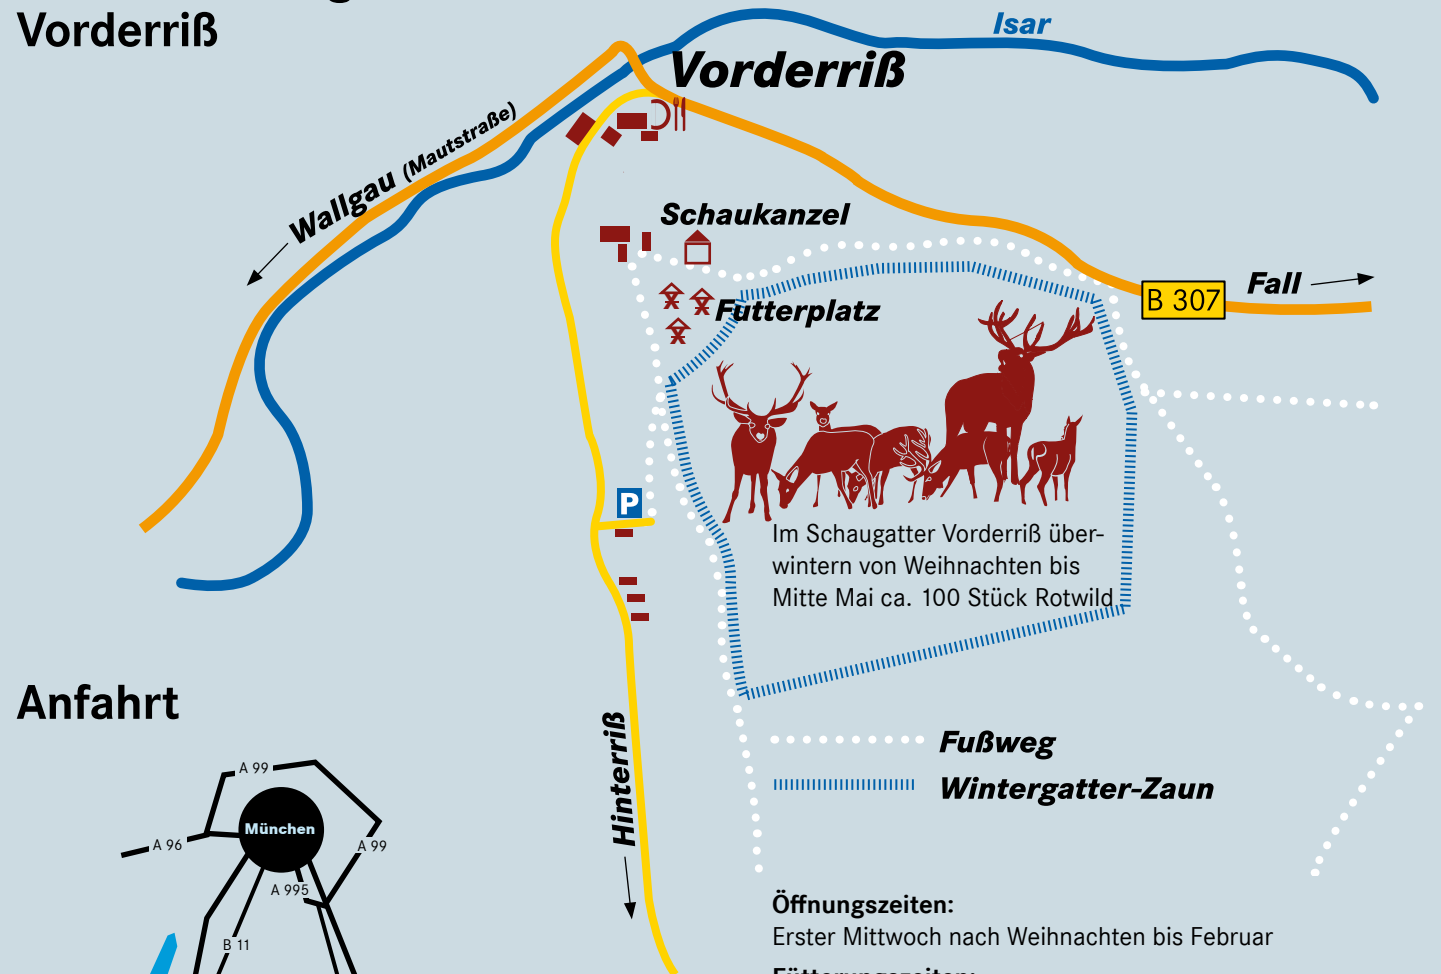 Vorderriß
Isar
Vorderriß
Wallgau (Mautstraße)
Schaukanzel
B 307
Fall
Futterplatz
P
Im Schaugatter Vorderriß über-
wintern von Weihnachten bis
Mitte Mai ca. 100 Stück Rotwild
Anfahrt
Hinterriß
Fußweg
Wintergatter-Zaun
A 99
München
A 96
A 99
A 995
B 11
Öffnungszeiten:
Erster Mittwoch nach Weihnachten bis Februar
Fütterungszeiten: